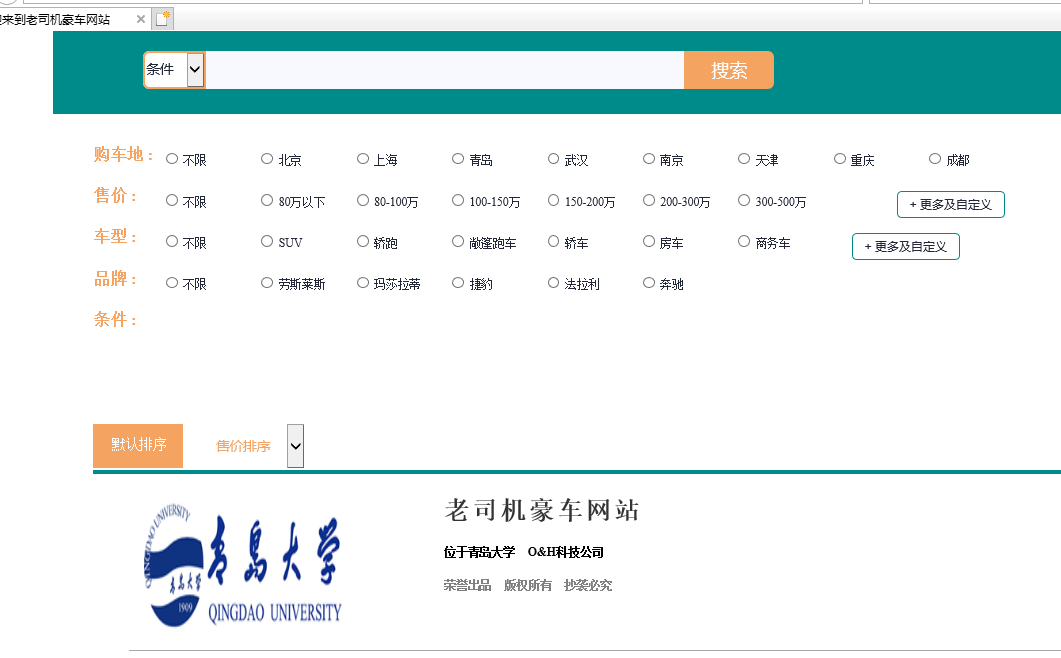 来到老司机豪车网站
条件 搜索
购车地： 不限 北京 上海 青岛 武汉 南京 天津 重庆 成都
售价： 不限 80万以下 80-100万 100-150万 150-200万 200-300万 300-500万 + 更多及自定义
车型： 不限 SUV 轿跑 敞篷跑车 轿车 房车 商务车 + 更多及自定义
品牌： 不限 劳斯莱斯 玛莎拉蒂 捷豹 法拉利 奔驰
条件：
默认排序 售价排序
QINGDAO UNIVERSITY
青岛大学
青岛大学
1909
QINGDAO UNIVERSITY
老司机豪车网站
位于青岛大学 O&H科技公司
荣誉出品 版权所有 抄袭必究